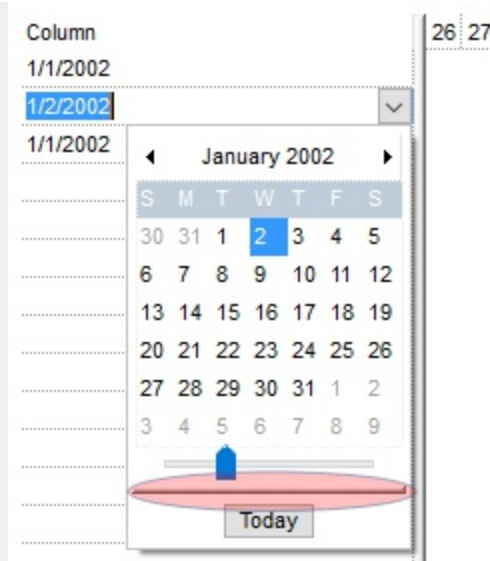 Column
26 27
1/1/2002
1/2/2002
1/1/2002
January 2002
S M T W T F S
30 31 1 2 3 4 5
6 7 8 9 10 11 12
13 14 15 16 17 18 19
20 21 22 23 24 25 26
27 28 29 30 31 1 2
3 4 5 6 7 8 9
Today